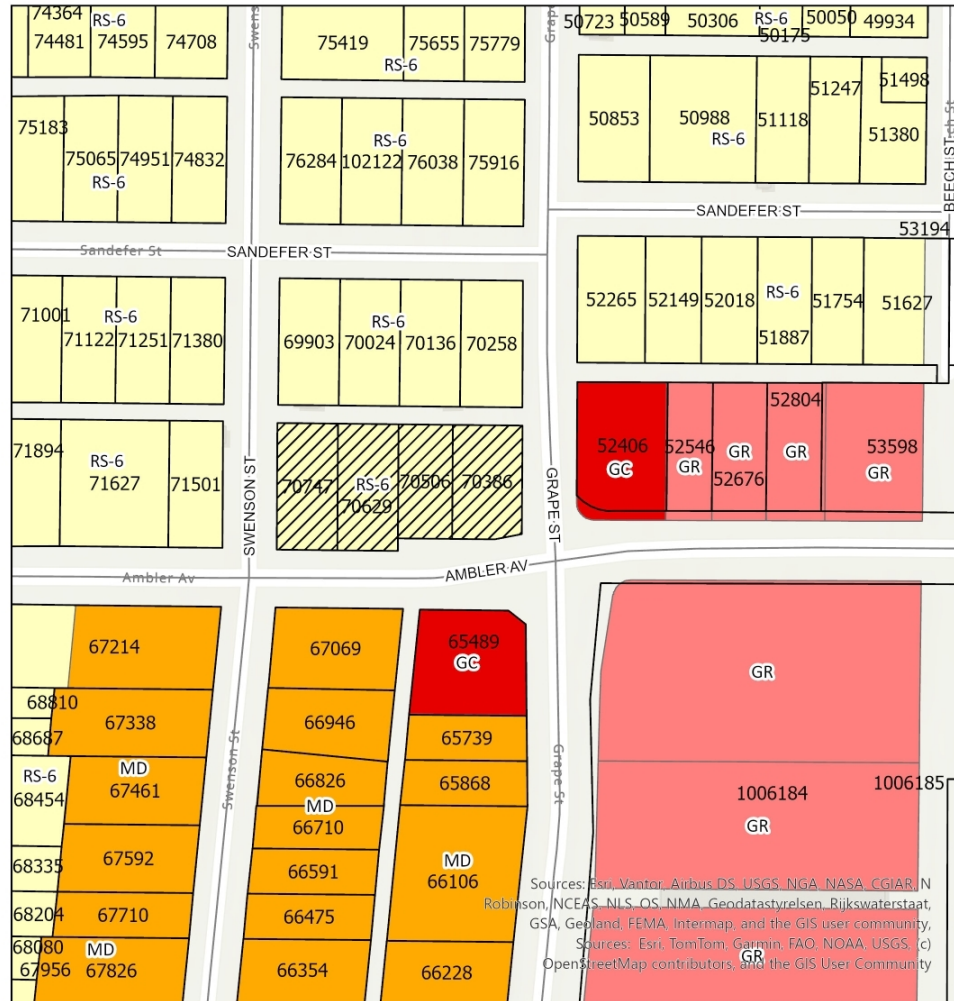 74364
RS-6
74481 74595 74708
Swens
75419 75655 75779
RS-6
Grape
50723 50589 50306 RS-6 50050 49934
50175
75183
75065 74951 74832
RS-6
RS-6
76284 102122 76038 75916
50853 50988 51118 51247 51498
RS-6 51380
BEECH ST
SANDEFER ST
53194
Sandefer St SANDEFER ST
71001 RS-6
71122 71251 71380
RS-6
69903 70024 70136 70258
52265 52149 52018 RS-6 51754 51627
51887
71894 RS-6
71627 71501
SWENSON ST
70747 RS-6 70506 70386
70629
GRAPE ST
52406 52546 GR 52804 53598
GC GR 52676 GR GR
Ambler Av
AMBLER AV
67214 67069 65489
GC
GR
68810
67338 66946 65739
68687
RS-6 MD
68454 67461
66826 65868
MD
66710
Swenson St
Grape St
1006184 1006185
GR
67592 66591
68335
MD
66106
68204 67710 66475
68080 MD
67956 67826 66354 66228
GR
Sources: Esri, Vantor, Airbus DS, USGS, NGA, NASA, CGIAR, N
Robinson, NCEAS, NLS, OS, NMA, Geodatastyrelsen, Rijkswaterstaat,
GSA, Geoland, FEMA, Intermap, and the GIS user community,
Sources: Esri, TomTom, Garmin, FAO, NOAA, USGS, (c)
OpenStreetMap contributors, and the GIS User Community